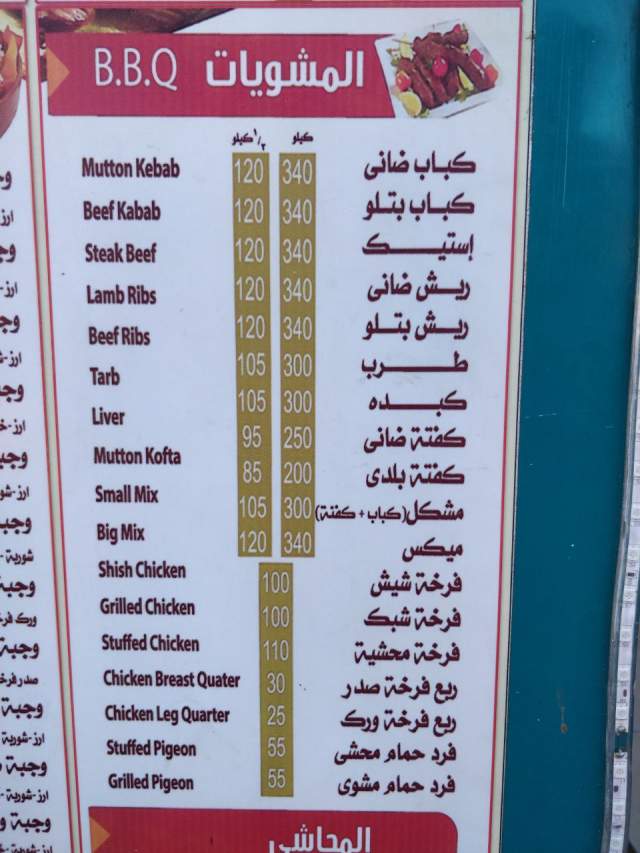 B.B.Q المشويات
١/٢ كيلو كيلو
Mutton Kebab 120 340 كباب ضانى
Beef Kabab 120 340 كباب بتلو
Steak Beef 120 340 إستيك
Lamb Ribs 120 340 ريش ضانى
Beef Ribs 120 340 ريش بتلو
Tarb 105 300 طرب
Liver 105 300 كبده
Mutton Kofta 95 250 كفتة ضانى
85 200 كفتة بلدى
Small Mix 105 300 مشكل(كباب + كفتة)
Big Mix 120 340 ميكس
Shish Chicken 100 فرخة شيش
Grilled Chicken 100 فرخة شبك
Stuffed Chicken 110 فرخة محشية
Chicken Breast Quater 30 ربع فرخة صدر
Chicken Leg Quarter 25 ربع فرخة ورك
Stuffed Pigeon 55 فرد حمام محشى
Grilled Pigeon 55 فرد حمام مشوى
المحاشى